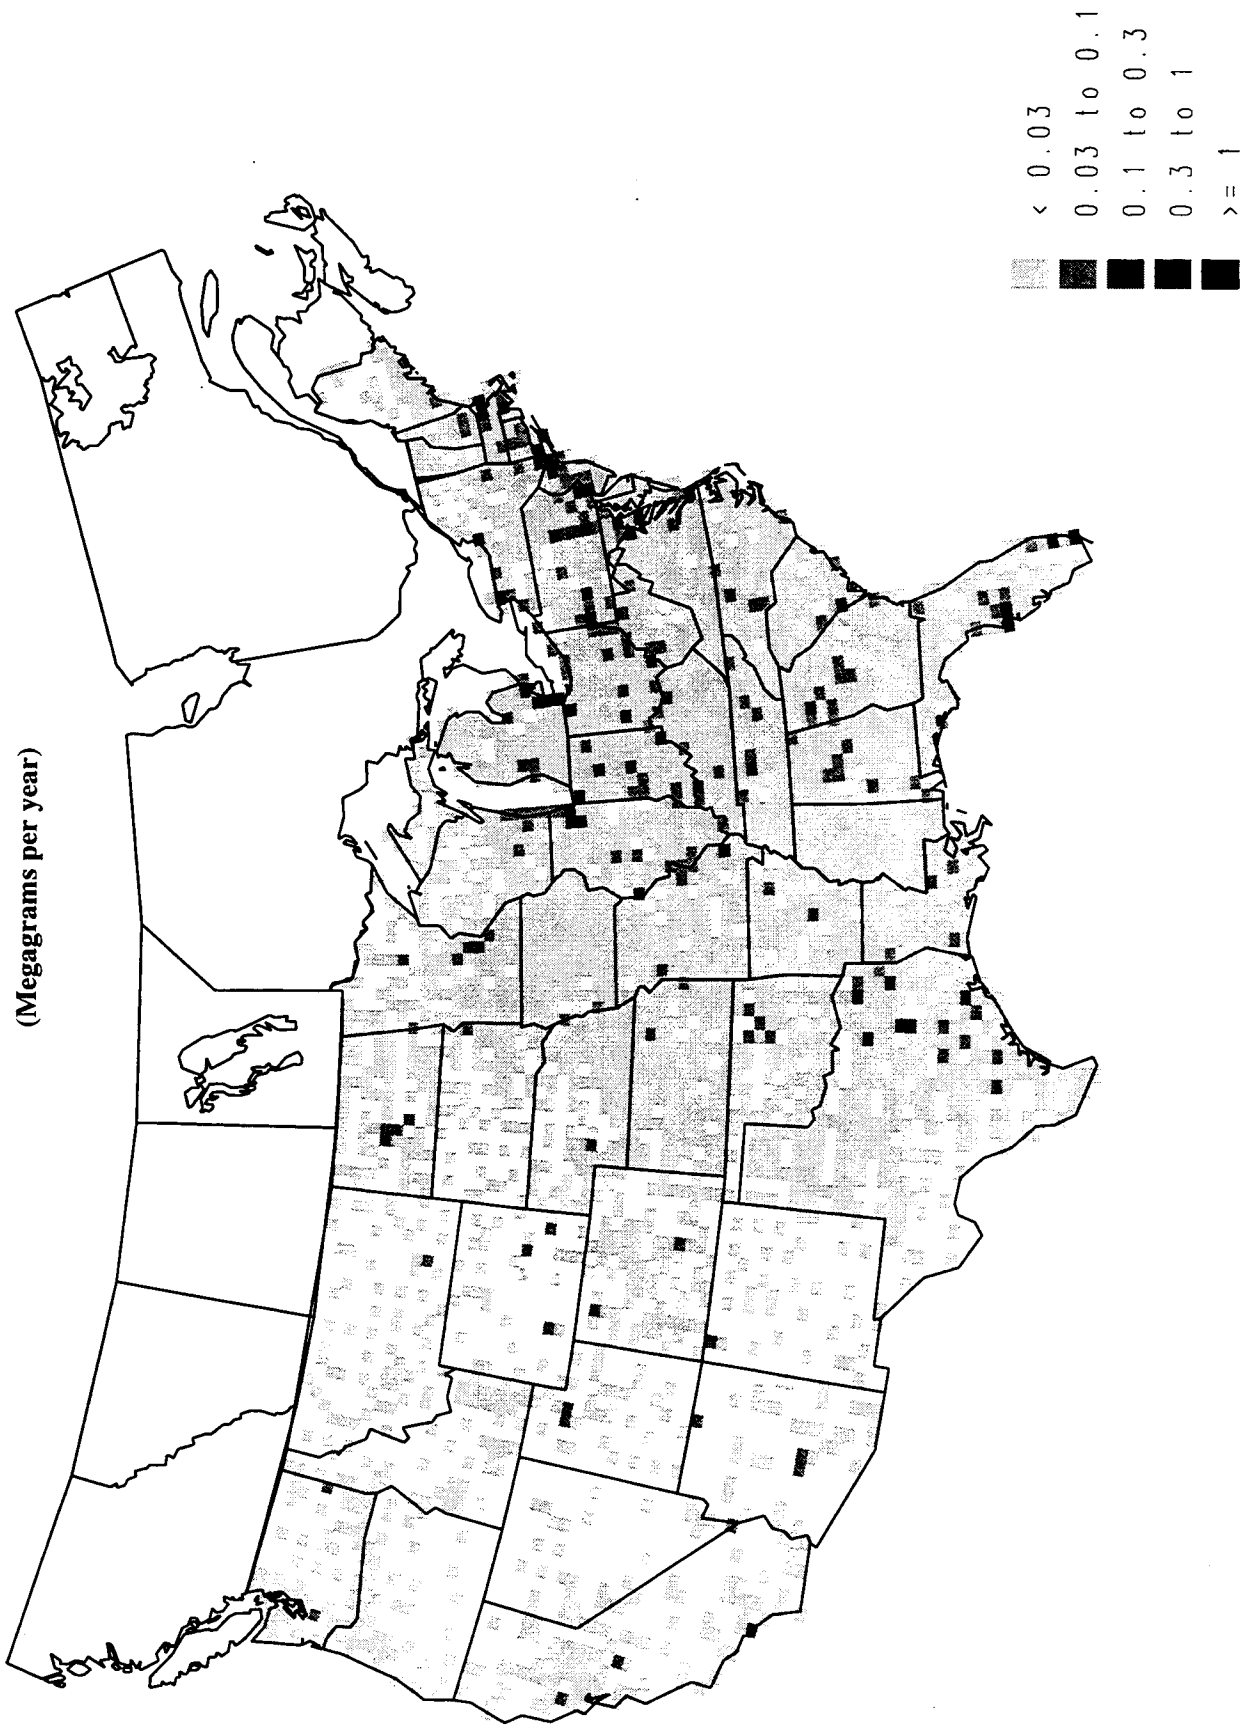 (Megagrams per year)
< 0.03
0.03 to 0.1
0.1 to 0.3
0.3 to 1
>= 1